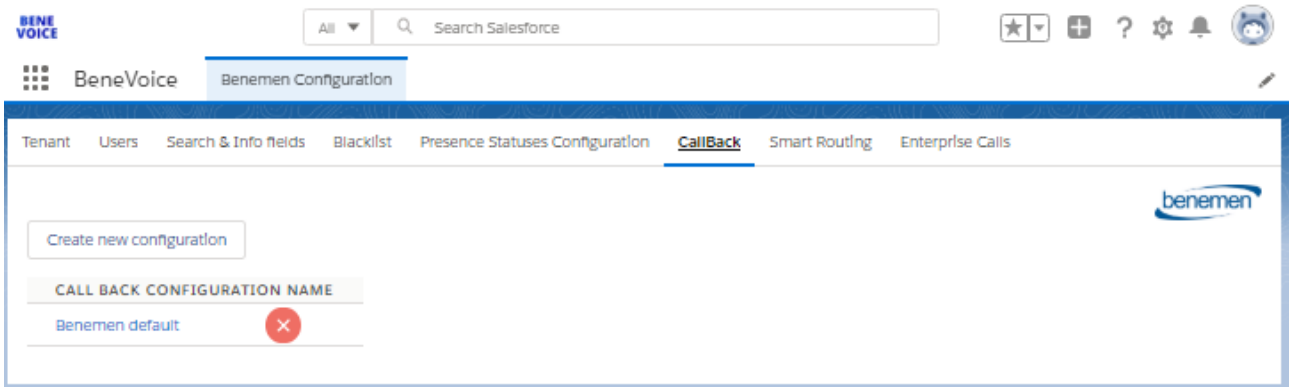 BENE
VOICE
All
Search Salesforce
BeneVoice
Benemen Configuration
Tenant Users Search & Info fields Blacklist Presence Statuses Configuration CallBack Smart Routing Enterprise Calls
benemen
Create new configuration
CALL BACK CONFIGURATION NAME
Benemen default